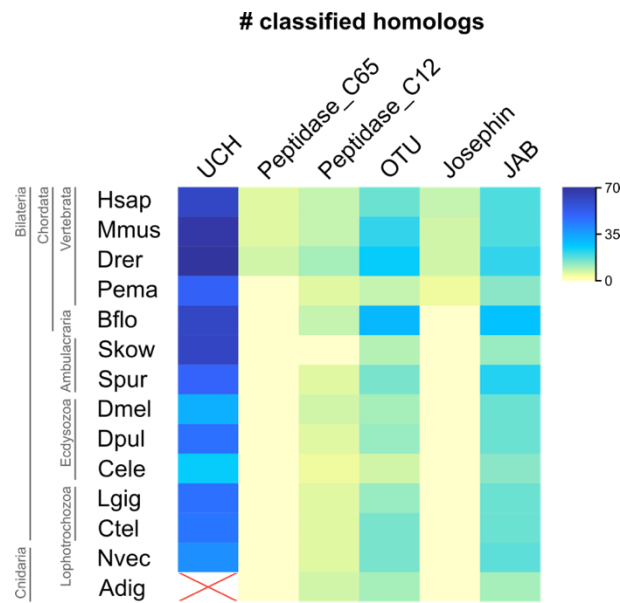 # classified homologs
UCH
Peptidase_C65
Peptidase_C12
OTU
Josephin
JAB
Bilateria
Chordata
Vertebrata
Ambulacraria
Ecdysozoa
Lophotrochozoa
Cnidaria
Hsap
Mmus
Drer
Pema
Bflo
Skow
Spur
Dmel
Dpul
Cele
Lgig
Ctel
Nvec
Adig
70
35
0